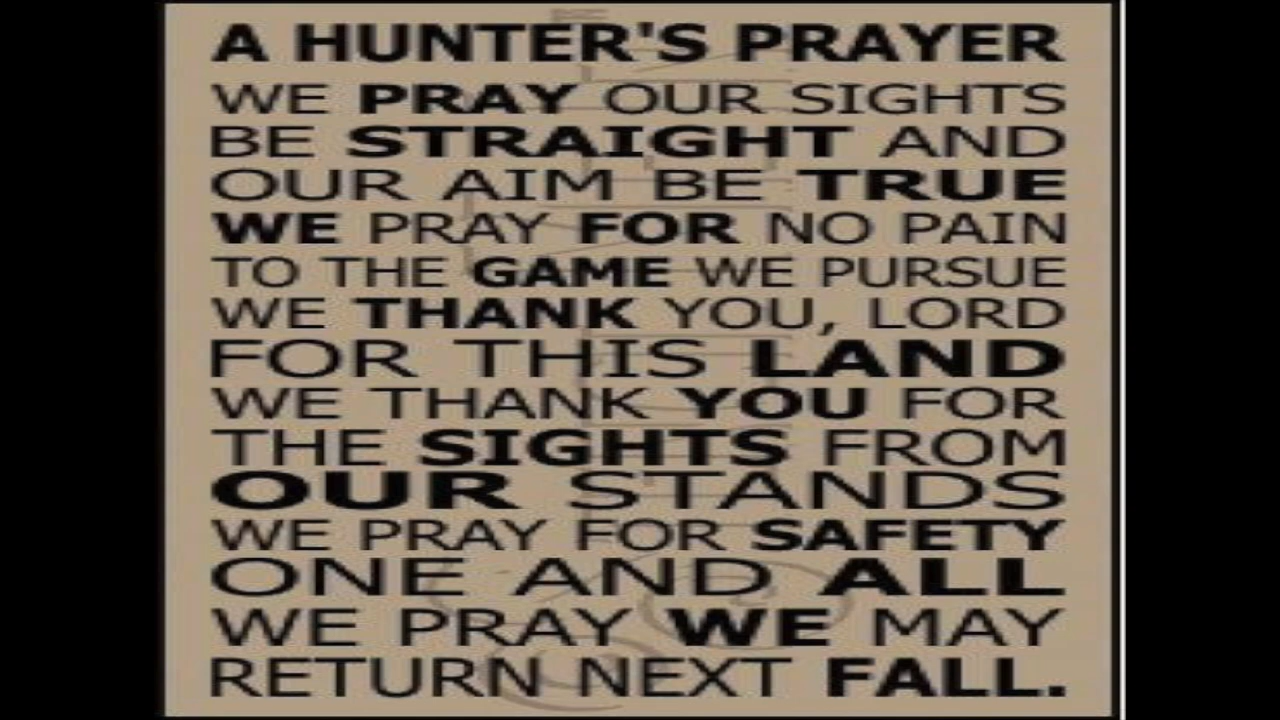 A HUNTER'S PRAYER
WE PRAY OUR SIGHTS
BE STRAIGHT AND
OUR AIM BE TRUE
WE PRAY FOR NO PAIN
TO THE GAME WE PURSUE
WE THANK YOU, LORD
FOR THIS LAND
WE THANK YOU FOR
THE SIGHTS FROM
OUR STANDS
WE PRAY FOR SAFETY
ONE AND ALL
WE PRAY WE MAY
RETURN NEXT FALL.